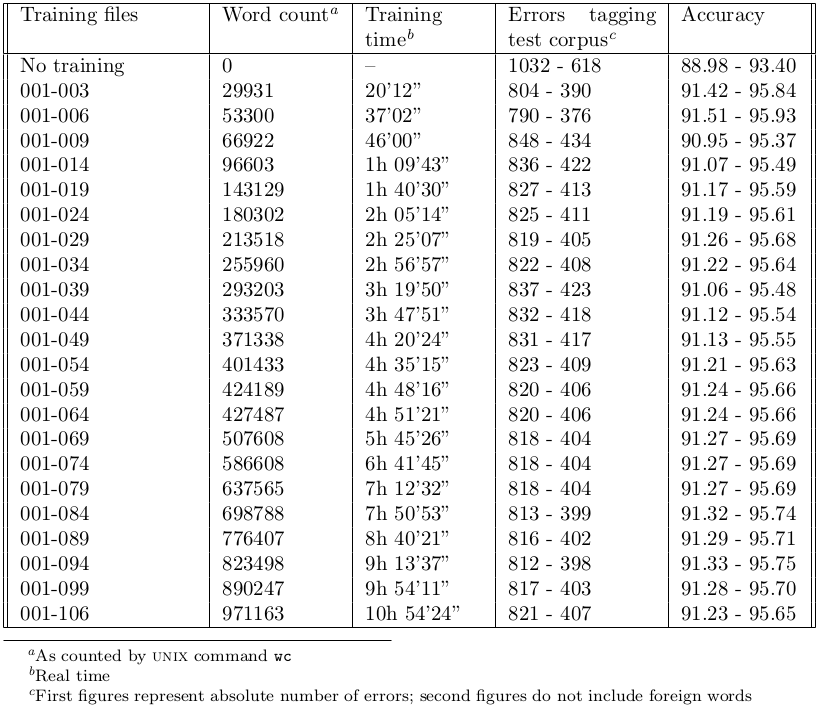 Training files Word count^a Training time^b Errors tagging test corpus^c Accuracy
No training 0 – 1032 - 618 88.98 - 93.40
001-003 29931 20’12” 804 - 390 91.42 - 95.84
001-006 53300 37’02” 790 - 376 91.51 - 95.93
001-009 66922 46’00” 848 - 434 90.95 - 95.37
001-014 96603 1h 09’43” 836 - 422 91.07 - 95.49
001-019 143129 1h 40’30” 827 - 413 91.17 - 95.59
001-024 180302 2h 05’14” 825 - 411 91.19 - 95.61
001-029 213518 2h 25’07” 819 - 405 91.26 - 95.68
001-034 255960 2h 56’57” 822 - 408 91.22 - 95.64
001-039 293203 3h 19’50” 837 - 423 91.06 - 95.48
001-044 333570 3h 47’51” 832 - 418 91.12 - 95.54
001-049 371338 4h 20’24” 831 - 417 91.13 - 95.55
001-054 401433 4h 35’15” 823 - 409 91.21 - 95.63
001-059 424189 4h 48’16” 820 - 406 91.24 - 95.66
001-064 427487 4h 51’21” 820 - 406 91.24 - 95.66
001-069 507608 5h 45’26” 818 - 404 91.27 - 95.69
001-074 586608 6h 41’45” 818 - 404 91.27 - 95.69
001-079 637565 7h 12’32” 818 - 404 91.27 - 95.69
001-084 698788 7h 50’53” 813 - 399 91.32 - 95.74
001-089 776407 8h 40’21” 816 - 402 91.29 - 95.71
001-094 823498 9h 13’37” 812 - 398 91.33 - 95.75
001-099 890247 9h 54’11” 817 - 403 91.28 - 95.70
001-106 971163 10h 54’24” 821 - 407 91.23 - 95.65
^aAs counted by UNIX command wc
^bReal time
^cFirst figures represent absolute number of errors; second figures do not include foreign words